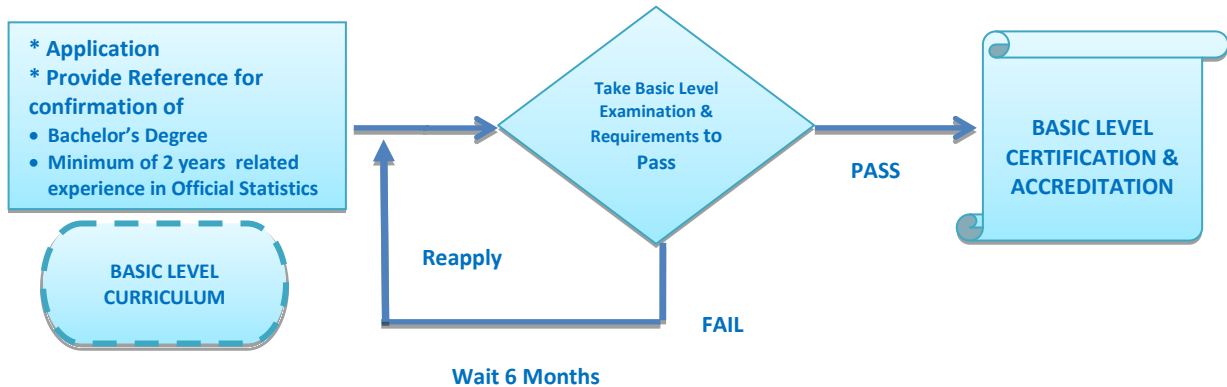 * Application
* Provide Reference for
confirmation of
• Bachelor's Degree
• Minimum of 2 years related
experience in Official Statistics
BASIC LEVEL
CURRICULUM
Take Basic Level
Examination &
Requirements to
Pass
PASS
BASIC LEVEL
CERTIFICATION &
ACCREDITATION
Reapply
FAIL
Wait 6 Months